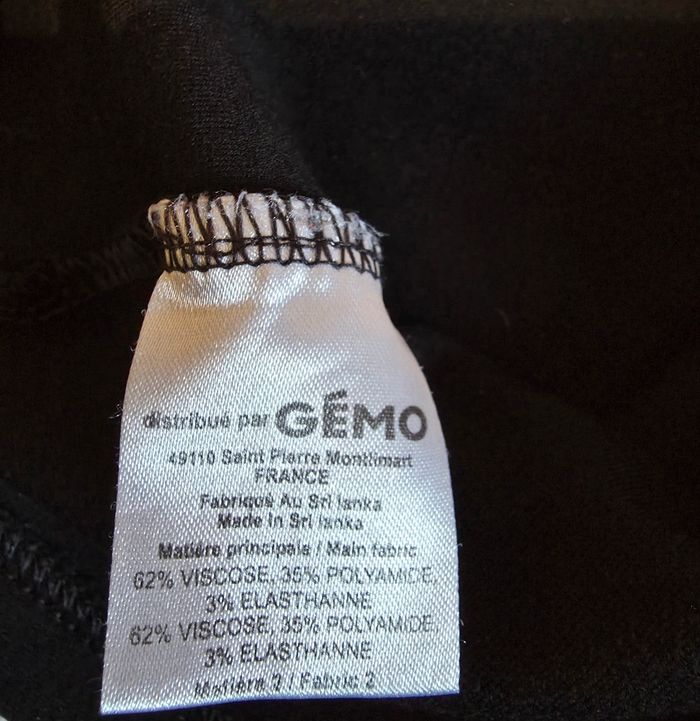 distribué par GÉMO
49110 Saint Pierre Montlimart
FRANCE
Fabriqué Au Sri lanka
Made In Sri lanka
Matière principale / Main fabric
62% VISCOSE, 35% POLYAMIDE,
3% ELASTHANNE
62% VISCOSE, 35% POLYAMIDE,
3% ELASTHANNE
Matière 2 / Fabric 2